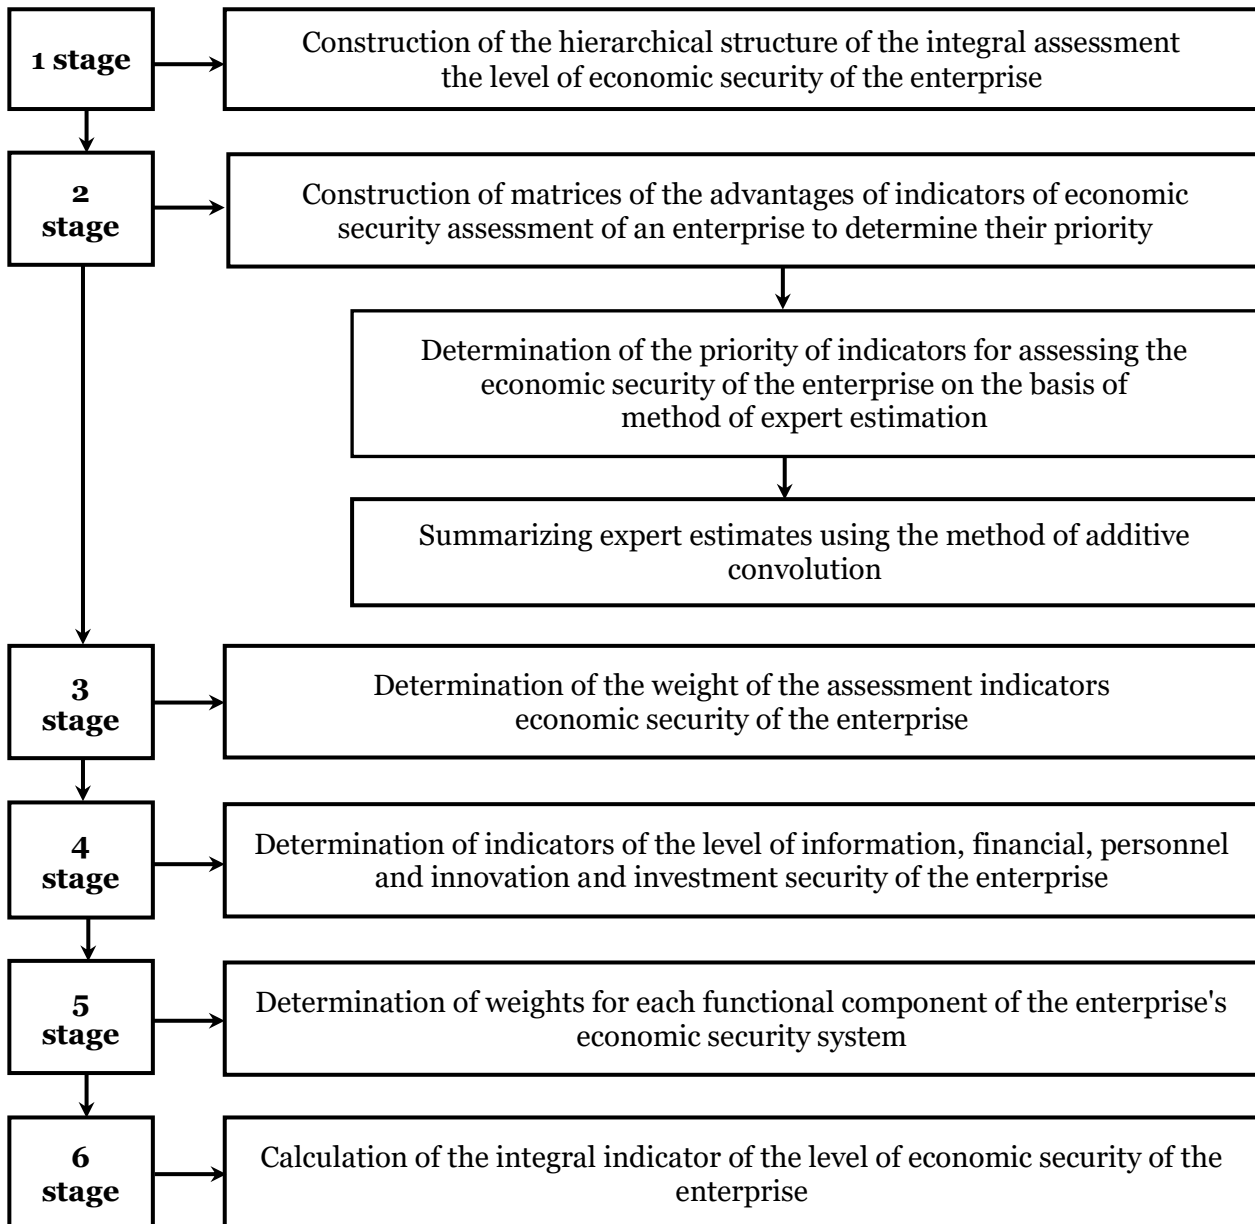 1 stage
Construction of the hierarchical structure of the integral assessment
the level of economic security of the enterprise
2
stage
Construction of matrices of the advantages of indicators of economic
security assessment of an enterprise to determine their priority
Determination of the priority of indicators for assessing the
economic security of the enterprise on the basis of
method of expert estimation
Summarizing expert estimates using the method of additive
convolution
3
stage
Determination of the weight of the assessment indicators
economic security of the enterprise
4
stage
Determination of indicators of the level of information, financial, personnel
and innovation and investment security of the enterprise
5
stage
Determination of weights for each functional component of the enterprise's
economic security system
6
stage
Calculation of the integral indicator of the level of economic security of the
enterprise